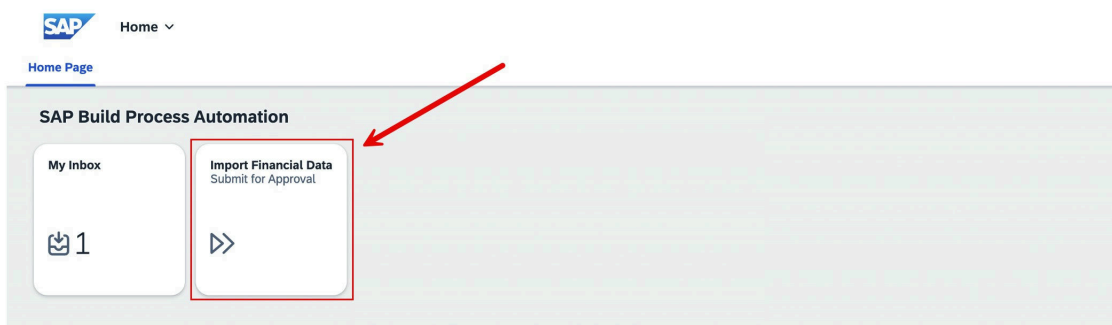 SAP
Home
Home Page
SAP Build Process Automation
My Inbox
1
Import Financial Data
Submit for Approval